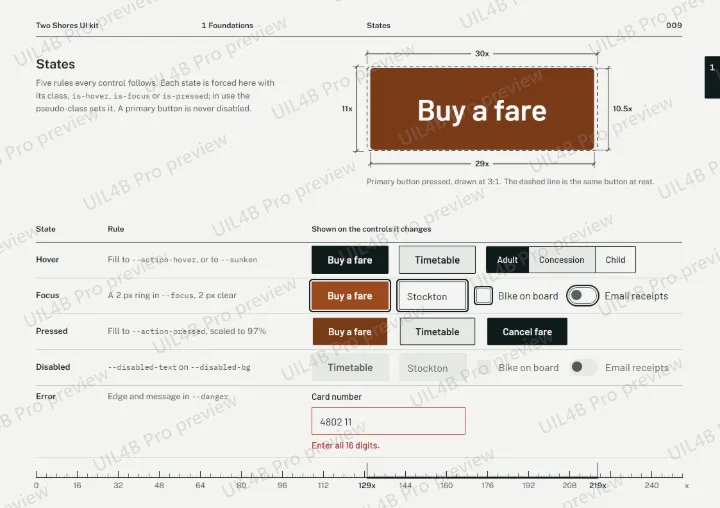 Two Shores UI kit
1 Foundations
States
009
States
Five rules every control follows. Each state is forced here with
its class, is-hover, is-focus or is-pressed; in use the
pseudo-class sets it. A primary button is never disabled.
30x
11x
Buy a fare
10.5x
29x
Primary button pressed, drawn at 3:1. The dashed line is the same button at rest.
1
State Rule Shown on the controls it changes
Hover Fill to --action-hover, or to --sunken Buy a fare Timetable Adult Concession Child
Focus A 2 px ring in --focus, 2 px clear Buy a fare Stockton Bike on board Email receipts
Pressed Fill to --action-pressed, scaled to 97% Buy a fare Timetable Cancel fare
Disabled --disabled-text on --disabled-bg Timetable Stockton Bike on board Email receipts
Error Edge and message in --danger Card number
4802 11
Enter all 16 digits.
0 16 32 48 64 80 96 112 129x 144 160 176 192 208 219x 240 x
UIL4B Pro preview